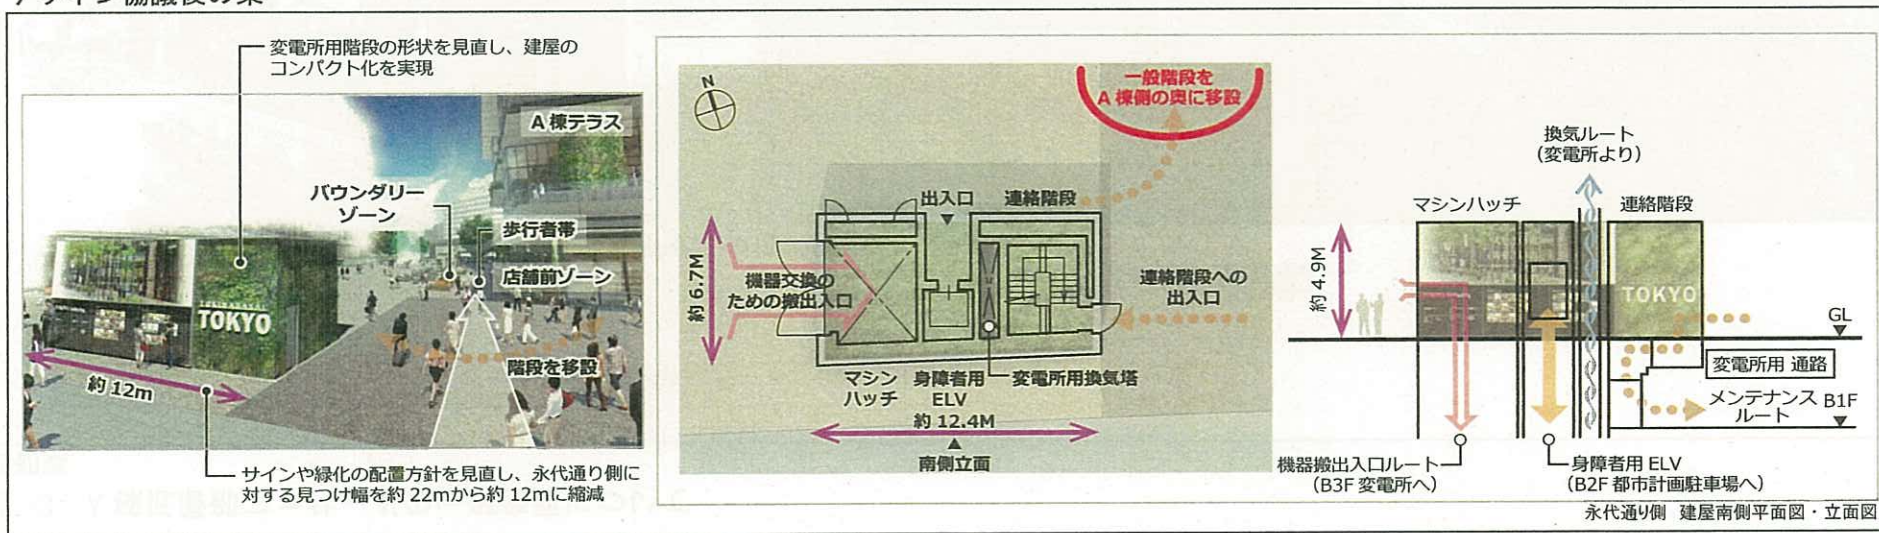 デザイン協議後の案
変電所用階段の形状を見直し、建屋の
コンパクト化を実現
A 棟テラス
バウンダリー
ゾーン
歩行者帯
店舗前ゾーン
TOKYO
階段を移設
約 12m
サインや緑化の配置方針を見直し、永代通り側に
対する見つけ幅を約 22mから約 12mに縮減
N
一般階段を
A 棟側の奥に移設
出入口
連絡階段
約 6.7M
機器交換の
ための搬出入口
連絡階段への
出入口
マシン
ハッチ
身障者用
ELV
変電所用換気塔
約 12.4M
南側立面
換気ルート
(変電所より)
マシンハッチ
連絡階段
約 4.9M
TOKYO
GL
変電所用 通路
メンテナンス
ルート
B1F
機器搬出入口ルート
(B3F 変電所へ)
身障者用 ELV
(B2F 都市計画駐車場へ)
永代通り側 建屋南側平面図・立面図